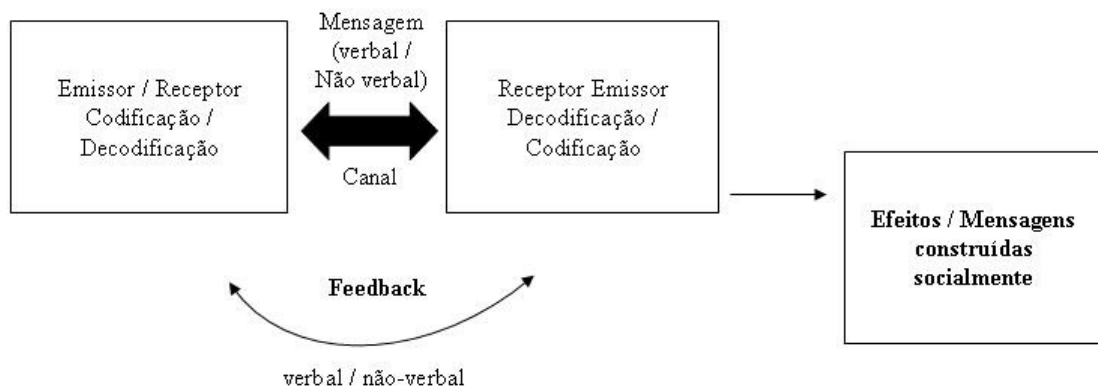 Emissor / Receptor
Codificação /
Decodificação
Mensagem
(verbal /
Não verbal)
Canal
Receptor Emissor
Decodificação /
Codificação
Efeitos / Mensagens
construídas
socialmente
Feedback
verbal / não-verbal